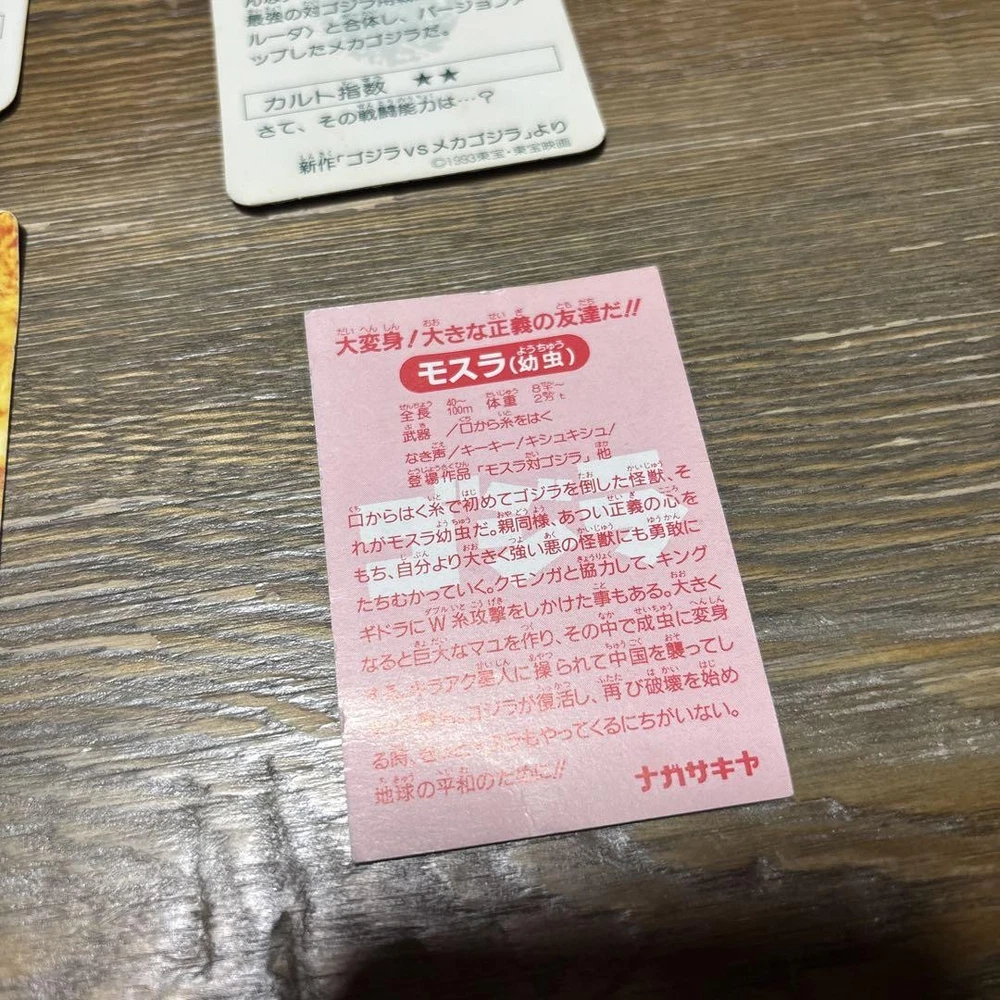 最強の対ゴジラ用
ルーダ〉と合体し、バージョンア
ップしたメカゴジラだ。
カルト指数 ★★
さて、その戦闘能力は…?
新作「ゴジラVSメカゴジラ」より
©1993東宝・東宝映画
大変身!大きな正義の友達だ!!
モスラ(幼虫)
全長 40〜100m 体重 8千〜2万t
武器/口から糸をはく
なき声/キーキー/キシュキシュ/
登場作品「モスラ対ゴジラ」他
口からはく糸で初めてゴジラを倒した怪獣、そ
れがモスラ幼虫だ。親同様、あつい正義の心を
もち、自分より大きく強い悪の怪獣にも勇敢に
たちむかっていく。クモンガと協力して、キング
ギドラにW糸攻撃をしかけた事もある。大きく
なると巨大なマユを作り、その中で成虫に変身
キラアク星人に操られて中国を襲ってし
ゴジラが復活し、再び破壊を始め
る時、きっとモスラもやってくるにちがいない。
地球の平和のために!!
ナガサキヤ
ゴジラ